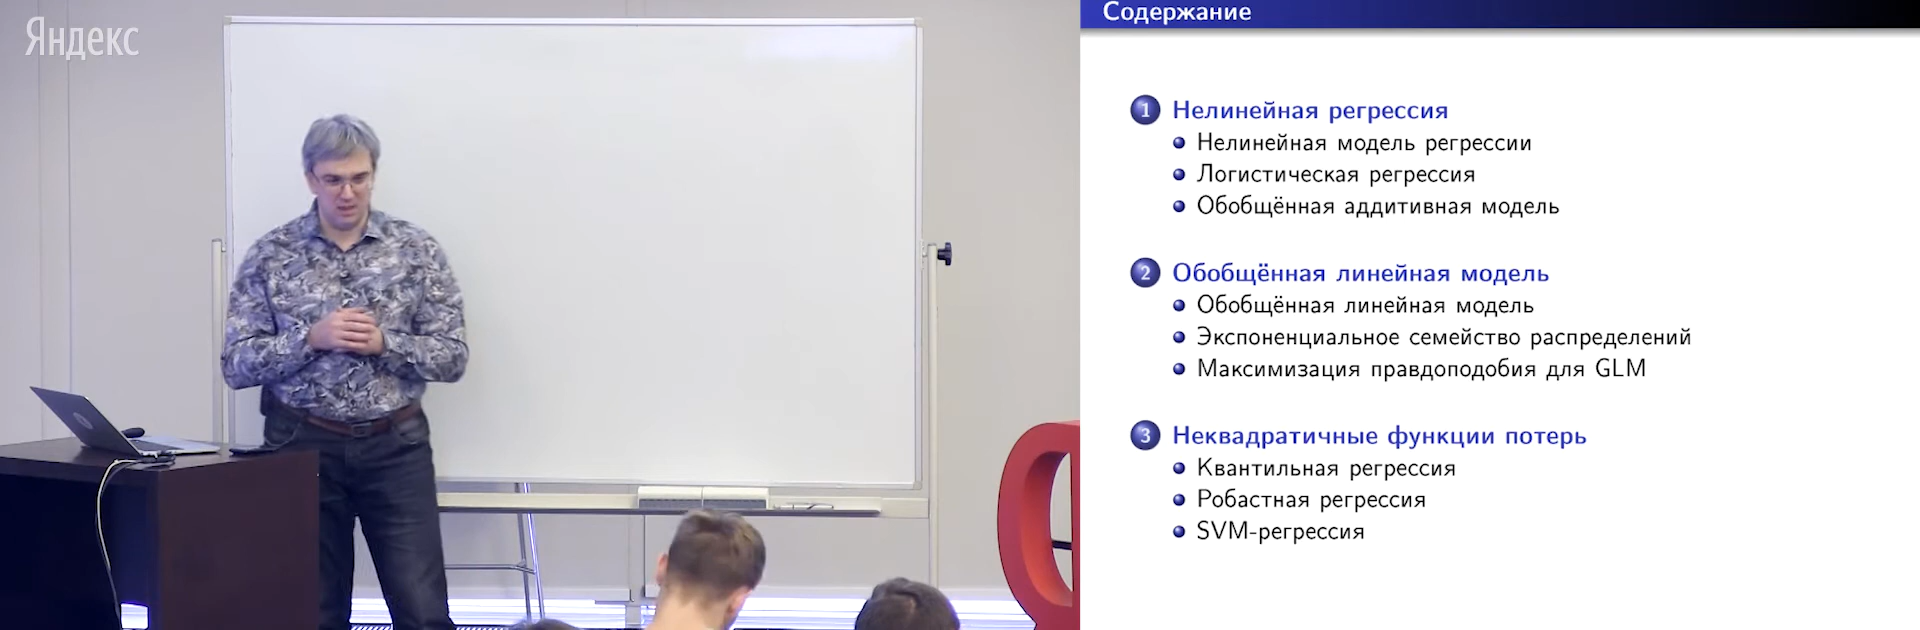 Яндекс
Содержание
1 Нелинейная регрессия
Нелинейная модель регрессии
Логистическая регрессия
Обобщённая аддитивная модель
2 Обобщённая линейная модель
Обобщённая линейная модель
Экспоненциальное семейство распределений
Максимизация правдоподобия для GLM
3 Неквадратичные функции потерь
Квантильная регрессия
Робастная регрессия
SVM-регрессия